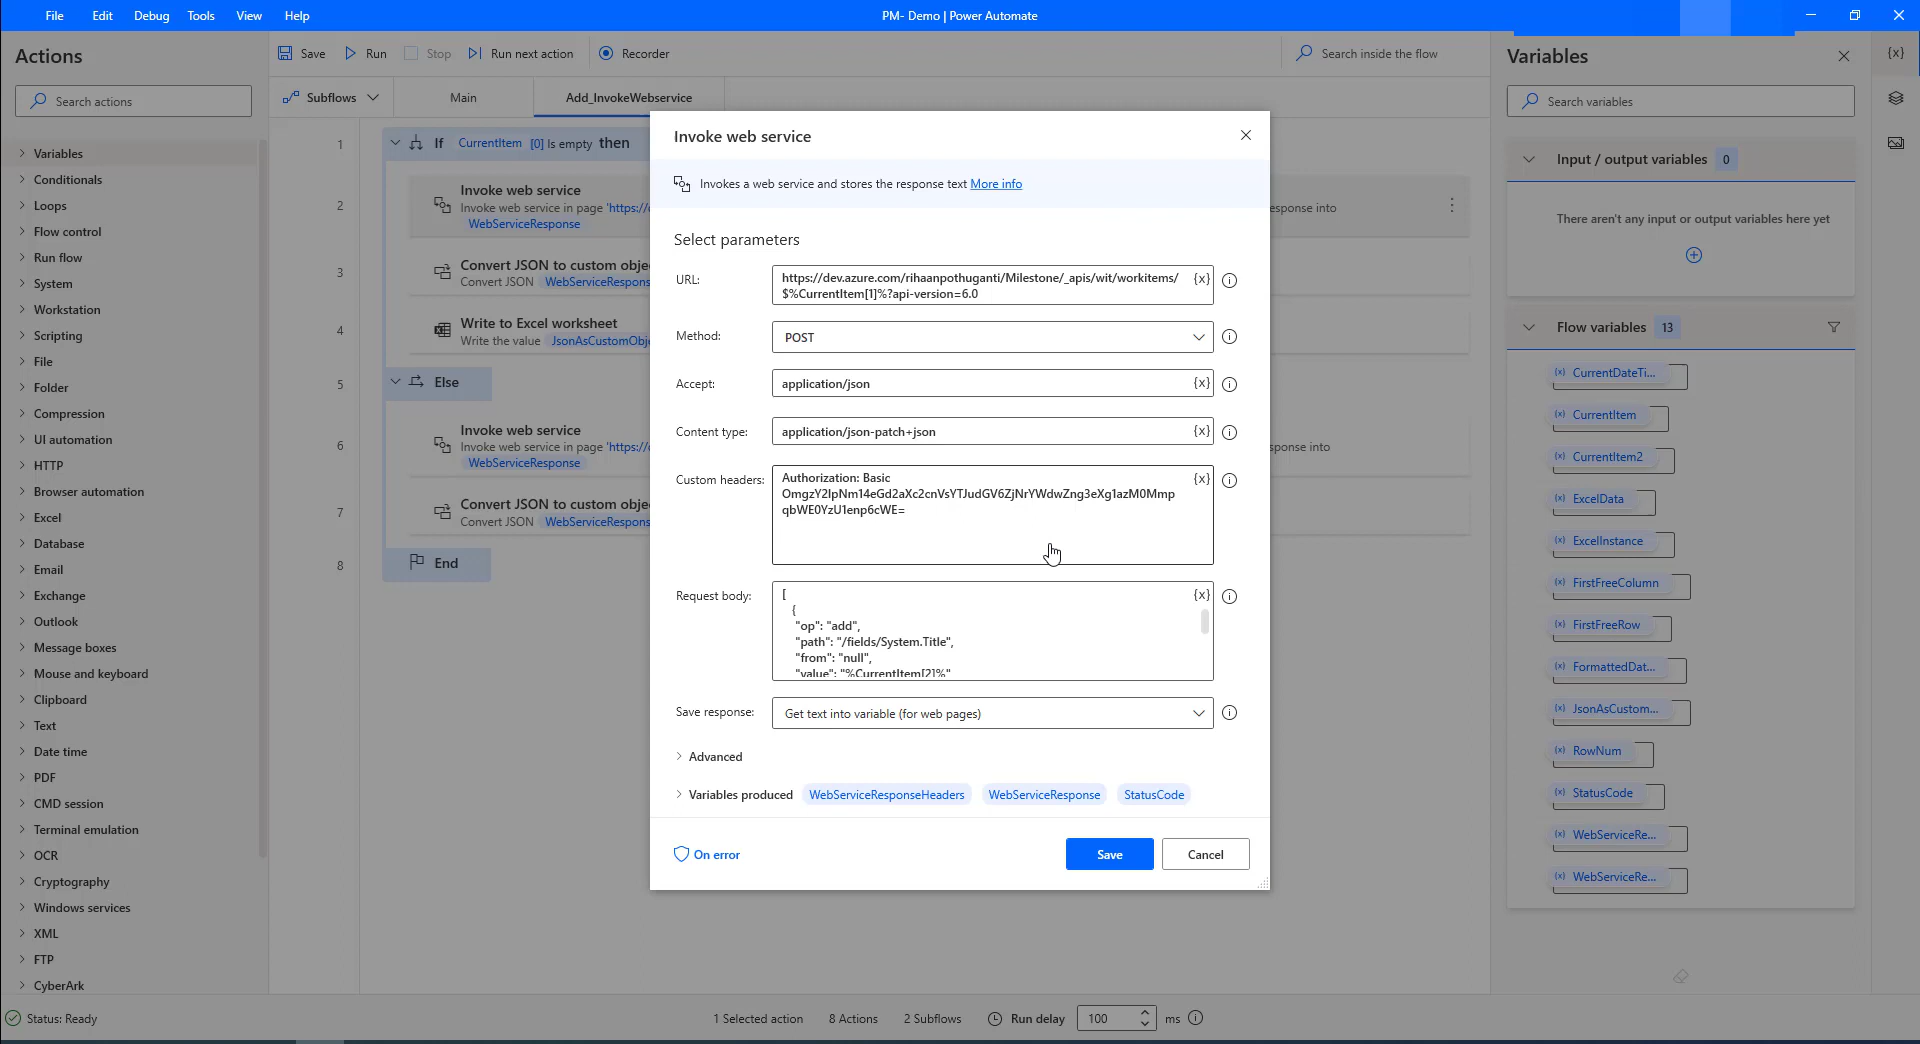 File Edit Debug Tools View Help
PM- Demo | Power Automate
Actions
Search actions
Variables
Conditionals
Loops
Flow control
Run flow
System
Workstation
Scripting
File
Folder
Compression
UI automation
HTTP
Browser automation
Excel
Database
Email
Exchange
Outlook
Message boxes
Mouse and keyboard
Clipboard
Text
Date time
PDF
CMD session
Terminal emulation
OCR
Cryptography
Windows services
XML
FTP
CyberArk
Save Run Stop Run next action Recorder
Search inside the flow
Subflows Main Add_InvokeWebservice
1 If CurrentItem [0] Is empty then
2 Invoke web service
Invoke web service in page 'https://d
esponse into
WebServiceResponse
3 Convert JSON to custom obje
Convert JSON WebServiceRespons
4 Write to Excel worksheet
Write the value JsonAsCustomObje
5 Else
6 Invoke web service
Invoke web service in page 'https://d
sponse into
WebServiceResponse
7 Convert JSON to custom obje
Convert JSON WebServiceRespons
8 End
Invoke web service
Invokes a web service and stores the response text More info
Select parameters
URL:
https://dev.azure.com/rihaanpothuganti/Milestone/_apis/wit/workitems/
$%CurrentItem[1]%?api-version=6.0
{x}
Method: POST
Accept: application/json {x}
Content type: application/json-patch+json {x}
Custom headers: Authorization: Basic {x}
OmgzY2lpNm14eGd2aXc2cnVsYTJudGV6ZjNrYWdwZng3eXg1azM0Mmp
qbWE0YzU1enp6cWE=
Request body: [ {x}
{
"op": "add",
"path": "/fields/System.Title",
"from": "null",
"value": "%CurrentItem[2]%"
Save response: Get text into variable (for web pages)
Advanced
Variables produced WebServiceResponseHeaders WebServiceResponse StatusCode
On error
Save Cancel
Variables
{x}
Search variables
Input / output variables 0
There aren't any input or output variables here yet
Flow variables 13
(x) CurrentDateTi...
(x) CurrentItem
(x) CurrentItem2
(x) ExcelData
(x) ExcelInstance
(x) FirstFreeColumn
(x) FirstFreeRow
(x) FormattedDat...
(x) JsonAsCustom...
(x) RowNum
(x) StatusCode
(x) WebServiceRe...
(x) WebServiceRe...
Status: Ready
1 Selected action 8 Actions 2 Subflows Run delay 100 ms